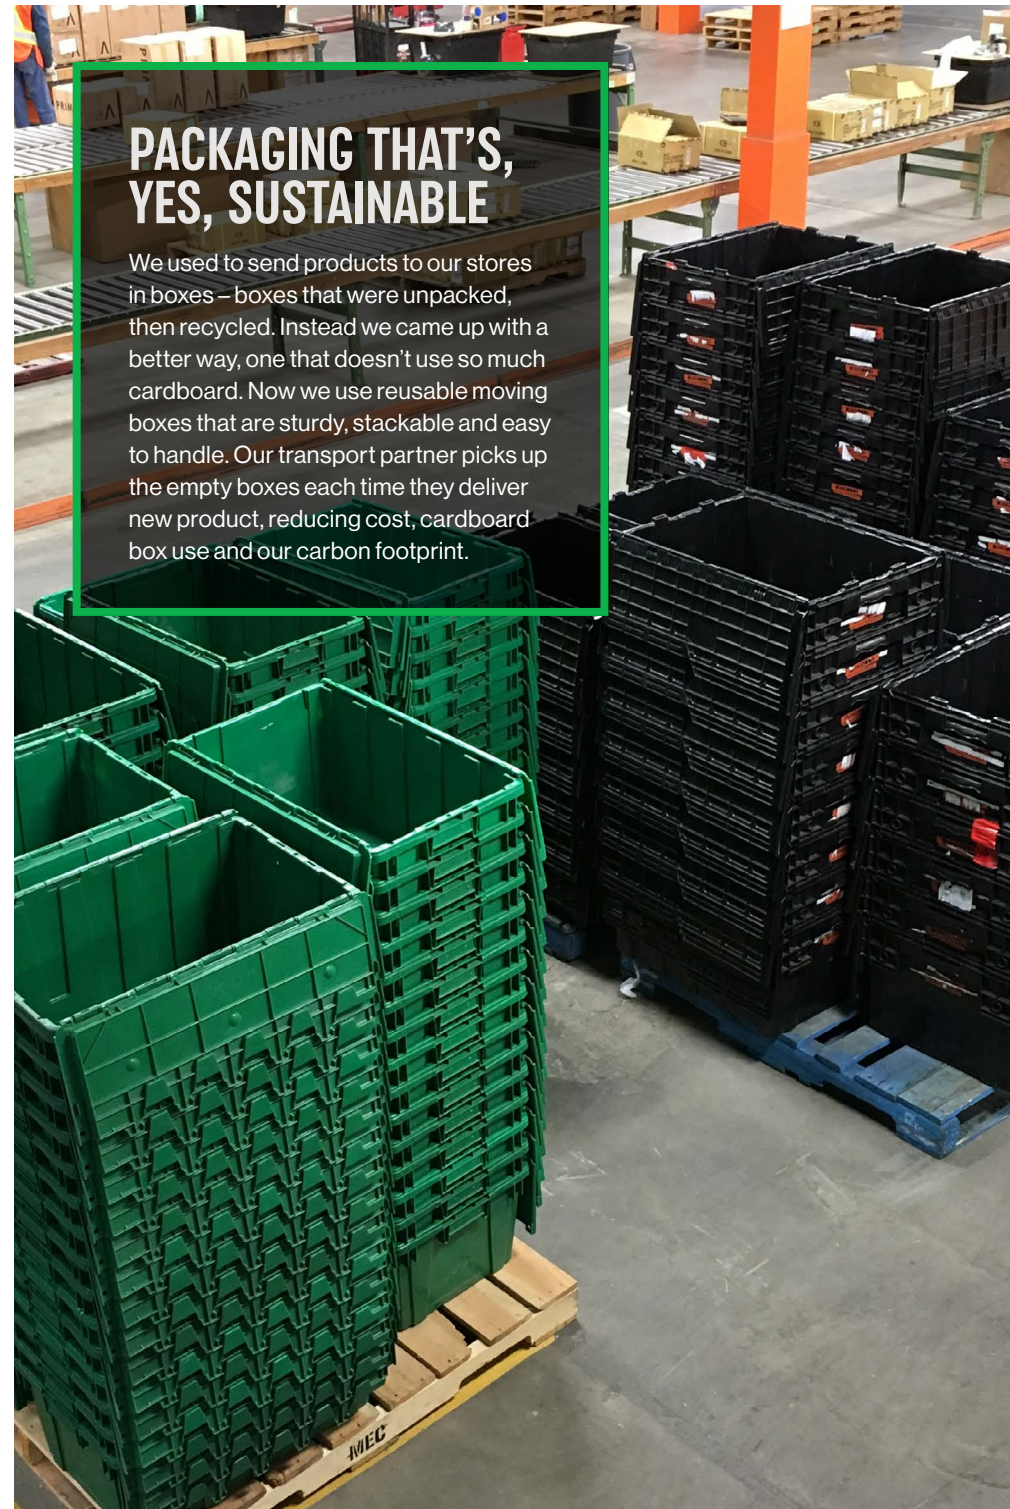 PACKAGING THAT'S,
YES, SUSTAINABLE
We used to send products to our stores
in boxes – boxes that were unpacked,
then recycled. Instead we came up with a
better way, one that doesn't use so much
cardboard. Now we use reusable moving
boxes that are sturdy, stackable and easy
to handle. Our transport partner picks up
the empty boxes each time they deliver
new product, reducing cost, cardboard
box use and our carbon footprint.
MEC